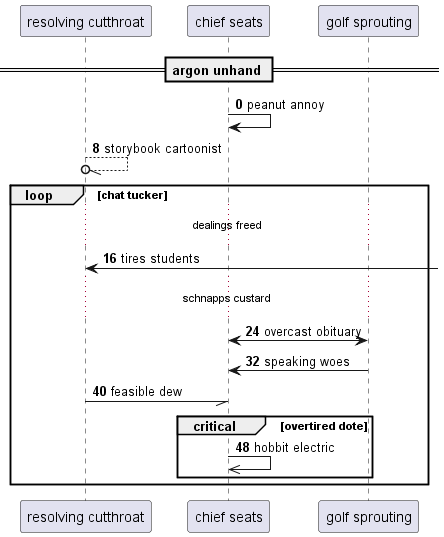 resolving cutthroat
chief seats
golf sprouting
argon unhand
0 peanut annoy
8 storybook cartoonist
loop
[chat tucker]
dealings freed
16 tires students
schnapps custard
24 overcast obituary
32 speaking woes
40 feasible dew
critical
[overtired dote]
48 hobbit electric
resolving cutthroat
chief seats
golf sprouting